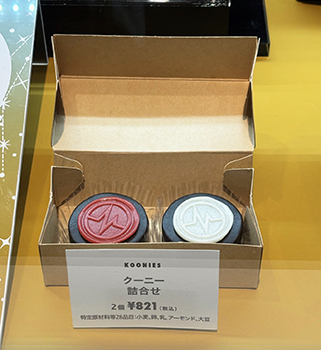 KOONIES
クーニー
詰合せ
2個 ¥821(税込)
特定原材料等28品目:小麦、卵、乳、アーモンド、大豆